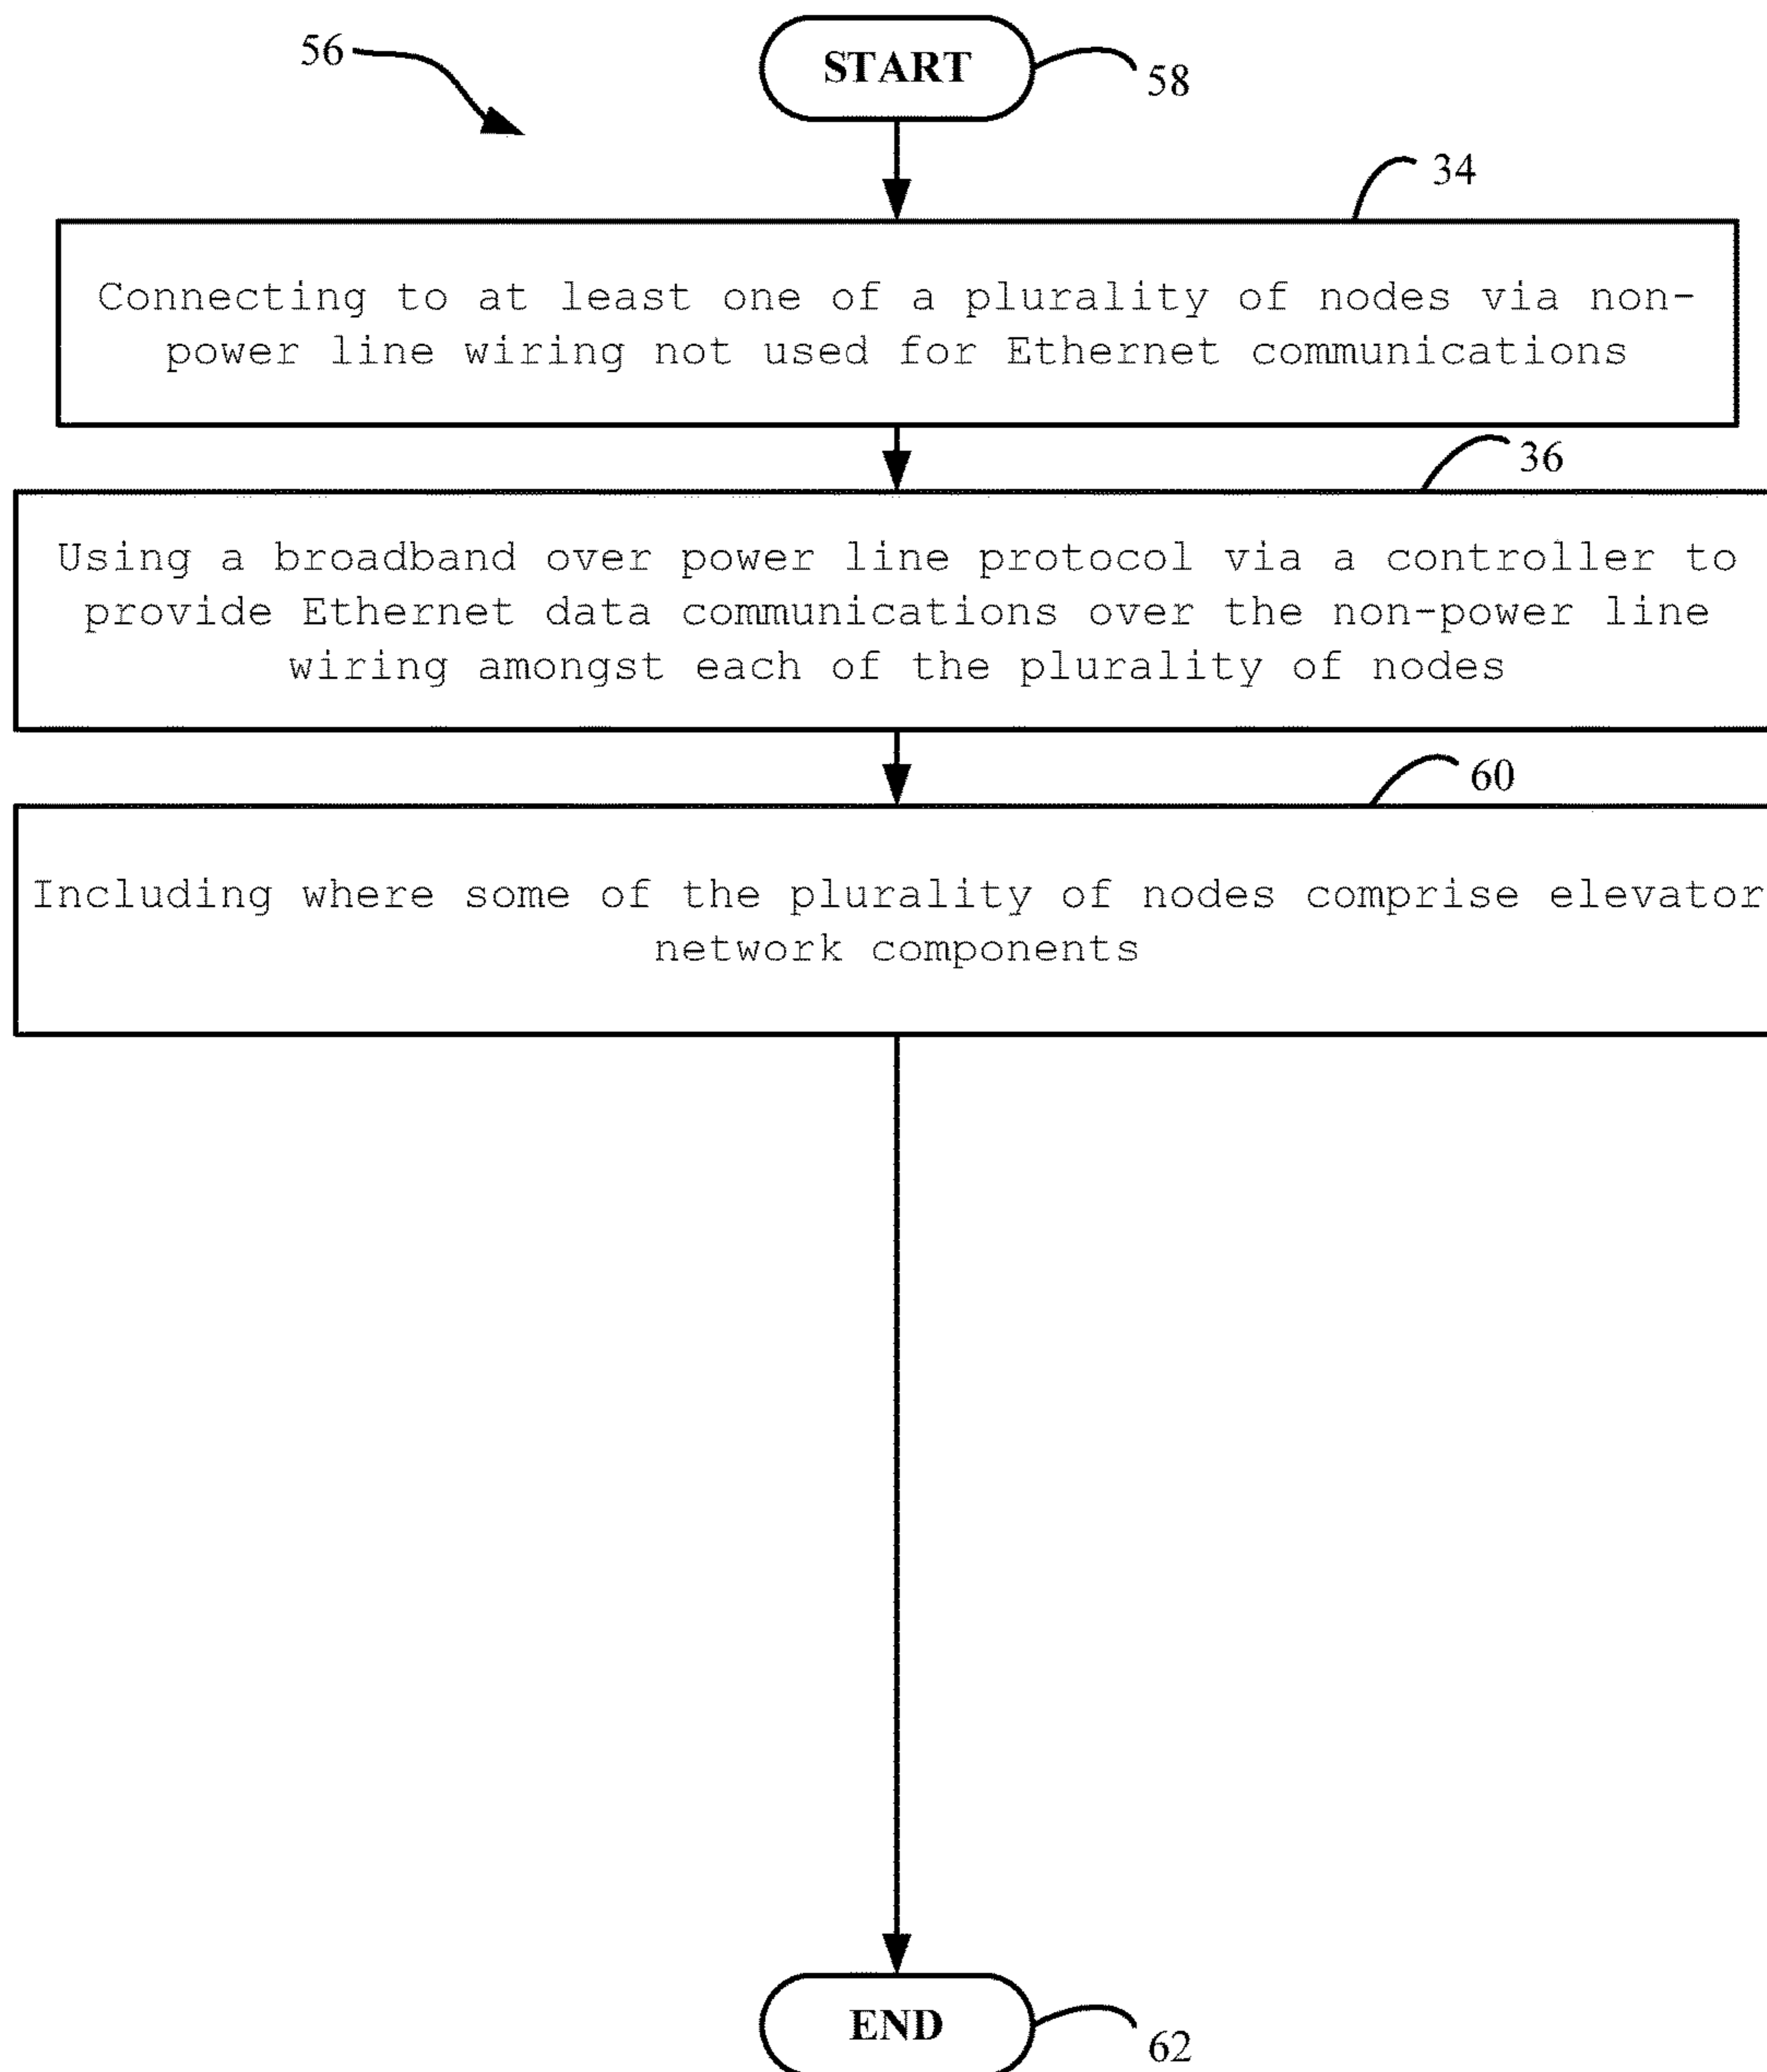 56
START
58
34
Connecting to at least one of a plurality of nodes via non-
power line wiring not used for Ethernet communications
36
Using a broadband over power line protocol via a controller to
provide Ethernet data communications over the non-power line
wiring amongst each of the plurality of nodes
60
Including where some of the plurality of nodes comprise elevator
network components
END
62